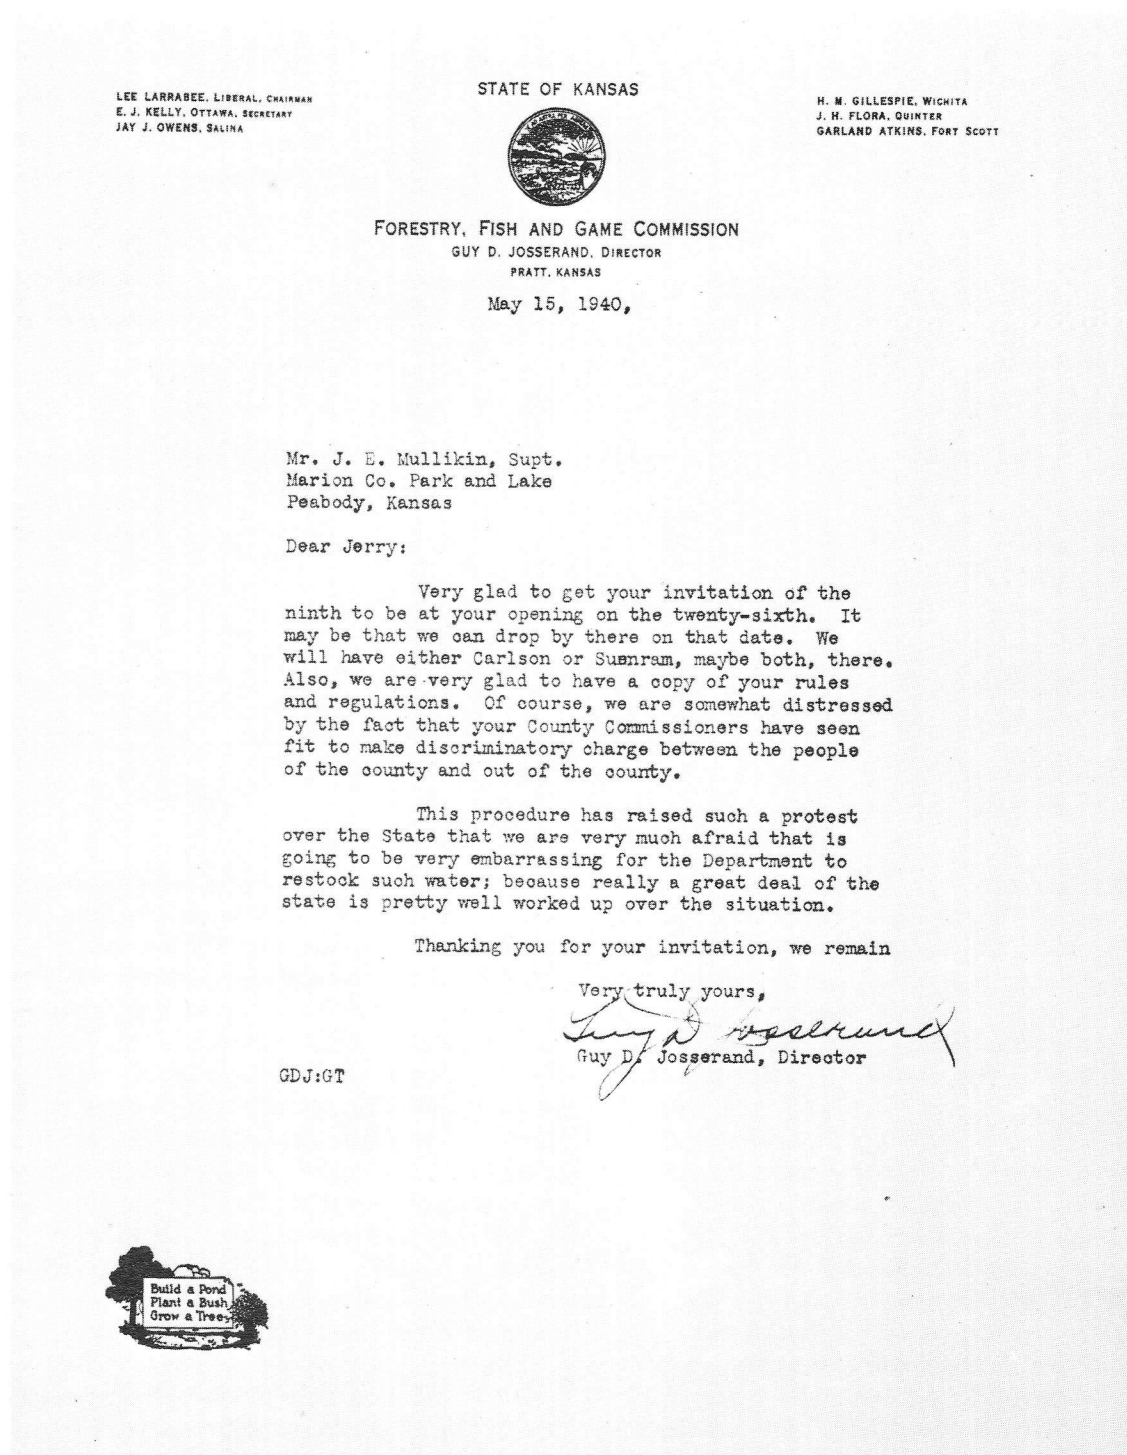 STATE OF KANSAS
LEE LARRABEE, LIBERAL, CHAIRMAN
E. J. KELLY, OTTAWA, SECRETARY
JAY J. OWENS, SALINA
H. M. GILLESPIE, WICHITA
J. H. FLORA, QUINTER
GARLAND ATKINS, FORT SCOTT
FORESTRY, FISH AND GAME COMMISSION
GUY D. JOSSERAND, DIRECTOR
PRATT, KANSAS
May 15, 1940,
Mr. J. E. Mullikin, Supt.
Marion Co. Park and Lake
Peabody, Kansas
Dear Jerry:
Very glad to get your invitation of the
ninth to be at your opening on the twenty-sixth. It
may be that we can drop by there on that date. We
will have either Carlson or Suenram, maybe both, there.
Also, we are very glad to have a copy of your rules
and regulations. Of course, we are somewhat distressed
by the fact that your County Commissioners have seen
fit to make discriminatory charge between the people
of the county and out of the county.
This procedure has raised such a protest
over the State that we are very much afraid that is
going to be very embarrassing for the Department to
restock such water; because really a great deal of the
state is pretty well worked up over the situation.
Thanking you for your invitation, we remain
Very truly yours,
Guy D Josserand
Guy D. Josserand, Director
GDJ:GT
Build a Pond
Plant a Bush
Grow a Tree